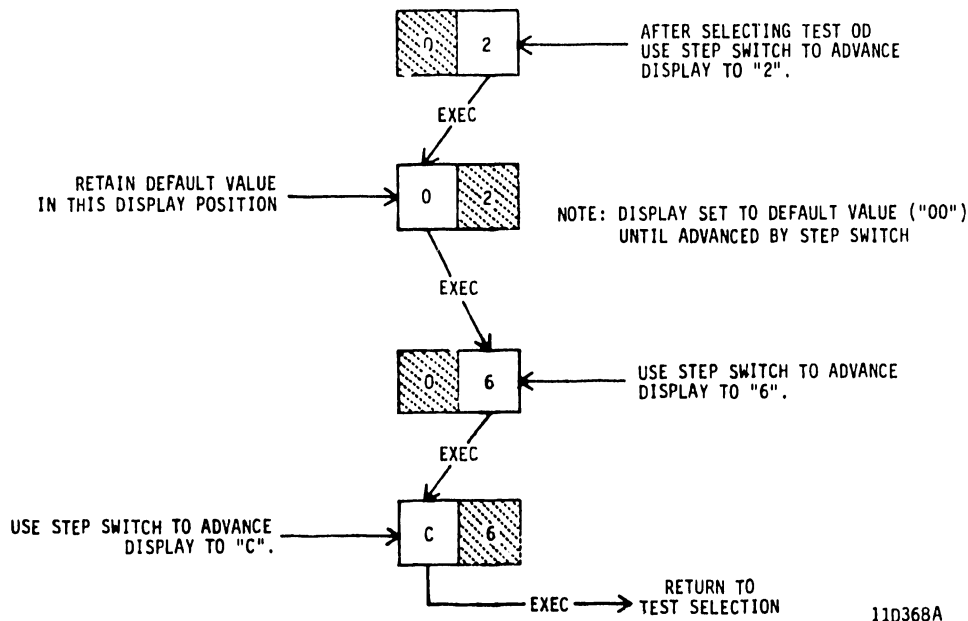 0 2
AFTER SELECTING TEST OD
USE STEP SWITCH TO ADVANCE
DISPLAY TO "2".
EXEC
RETAIN DEFAULT VALUE
IN THIS DISPLAY POSITION
0 2
NOTE: DISPLAY SET TO DEFAULT VALUE ("00")
UNTIL ADVANCED BY STEP SWITCH
EXEC
0 6
USE STEP SWITCH TO ADVANCE
DISPLAY TO "6".
EXEC
USE STEP SWITCH TO ADVANCE
DISPLAY TO "C".
C 6
EXEC
RETURN TO
TEST SELECTION
11D368A